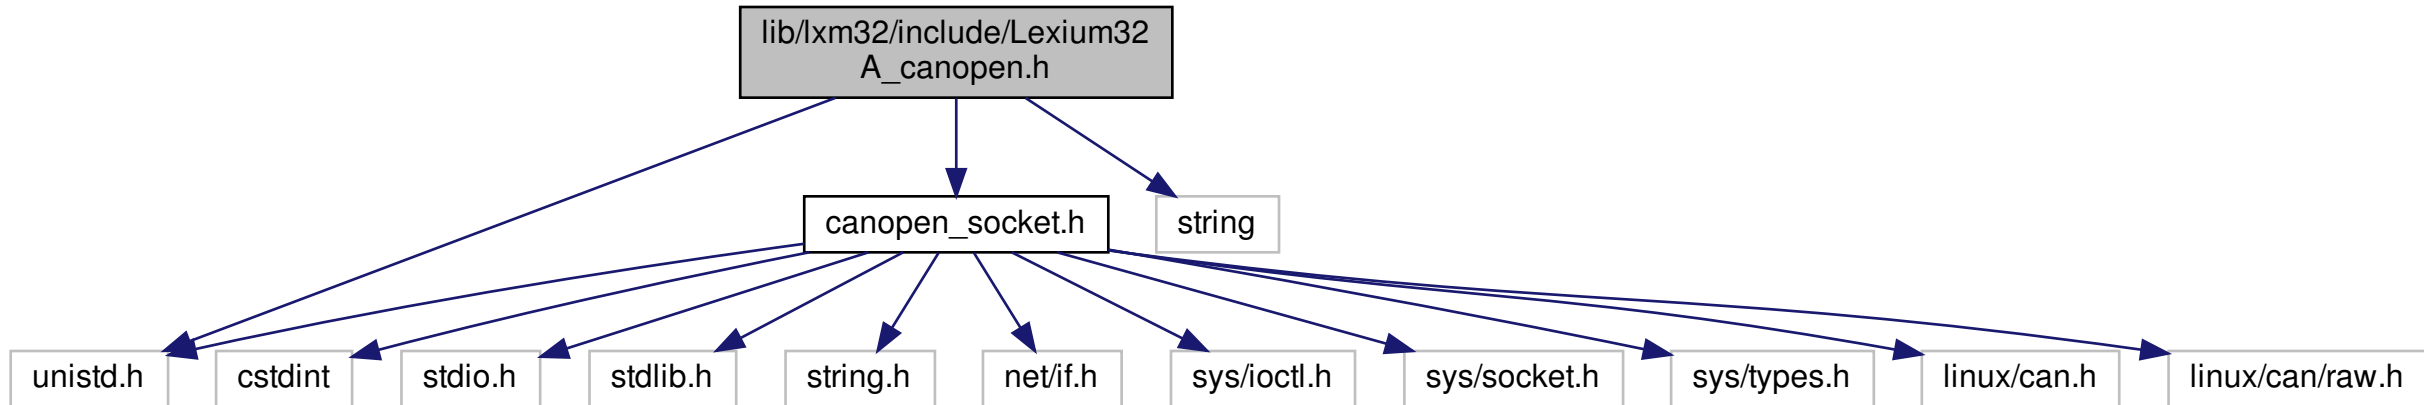 lib/lxm32/include/Lexium32
A_canopen.h
canopen_socket.h
string
unistd.h
cstdint
stdio.h
stdlib.h
string.h
net/if.h
sys/ioctl.h
sys/socket.h
sys/types.h
linux/can.h
linux/can/raw.h